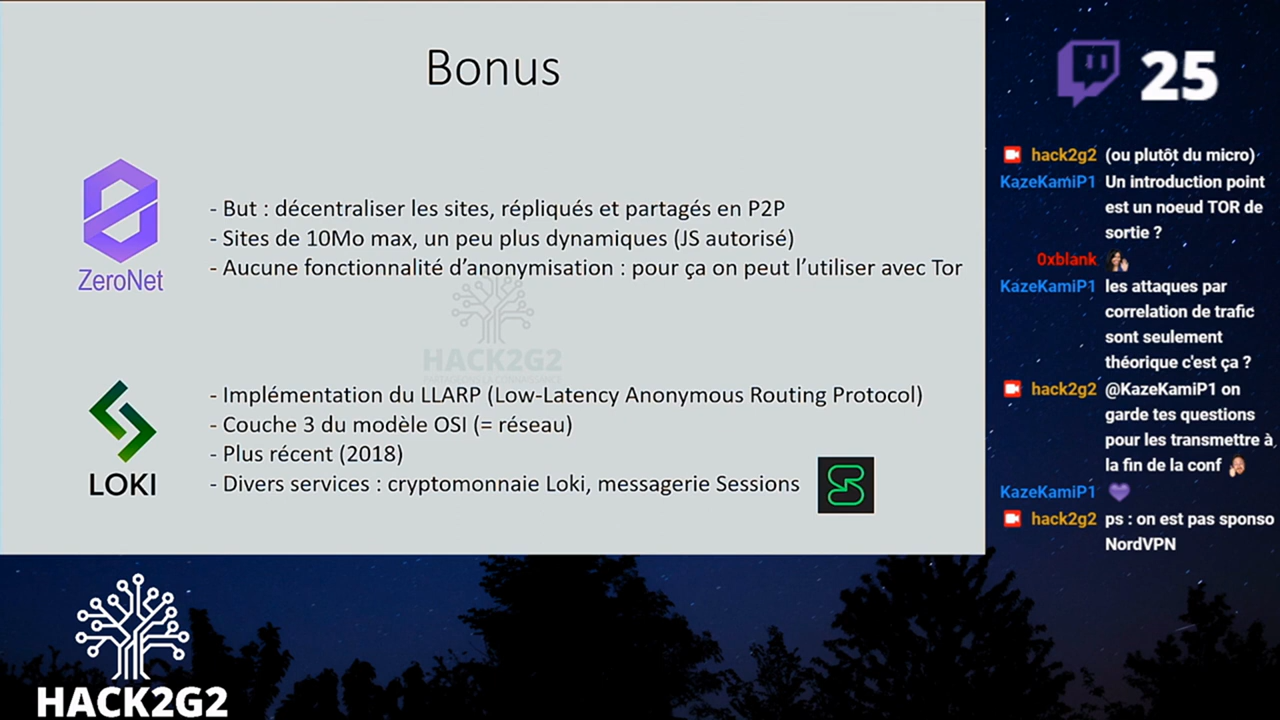 Bonus
ZeroNet
- But : décentraliser les sites, répliqués et partagés en P2P
- Sites de 10Mo max, un peu plus dynamiques (JS autorisé)
- Aucune fonctionnalité d’anonymisation : pour ça on peut l’utiliser avec Tor
HACK2G2
LOKI
- Implémentation du LLARP (Low-Latency Anonymous Routing Protocol)
- Couche 3 du modèle OSI (= réseau)
- Plus récent (2018)
- Divers services : cryptomonnaie Loki, messagerie Sessions
25
hack2g2 (ou plutôt du micro)
KazeKamiP1 Un introduction point
est un noeud TOR de
sortie ?
0xblank
KazeKamiP1 les attaques par
correlation de trafic
sont seulement
théorique c'est ça ?
hack2g2 @KazeKamiP1 on
garde tes questions
pour les transmettre à
la fin de la conf
KazeKamiP1
hack2g2 ps : on est pas sponso
NordVPN
HACK2G2